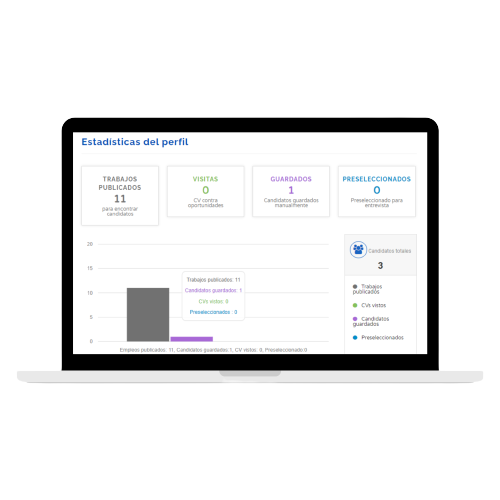 Estadísticas del perfil
TRABAJOS
PUBLICADOS
11
para encontrar
candidatos
VISITAS
0
CV contra
oportunidades
GUARDADOS
1
Candidatos guardados
manualmente
PRESELECCIONADOS
0
Preseleccionado para
entrevista
20
15
10
5
0
Trabajos publicados: 11
Candidatos guardados: 1
CVs vistos: 0
Preseleccionados : 0
Empleso publicados: 11, Candidatos guardados:1, CV vistos: 0, Preseccionado:0
Candidatos totales
3
Trabajos
publicados
CVs vistos
Candidatos
guardados
Preseleccionados